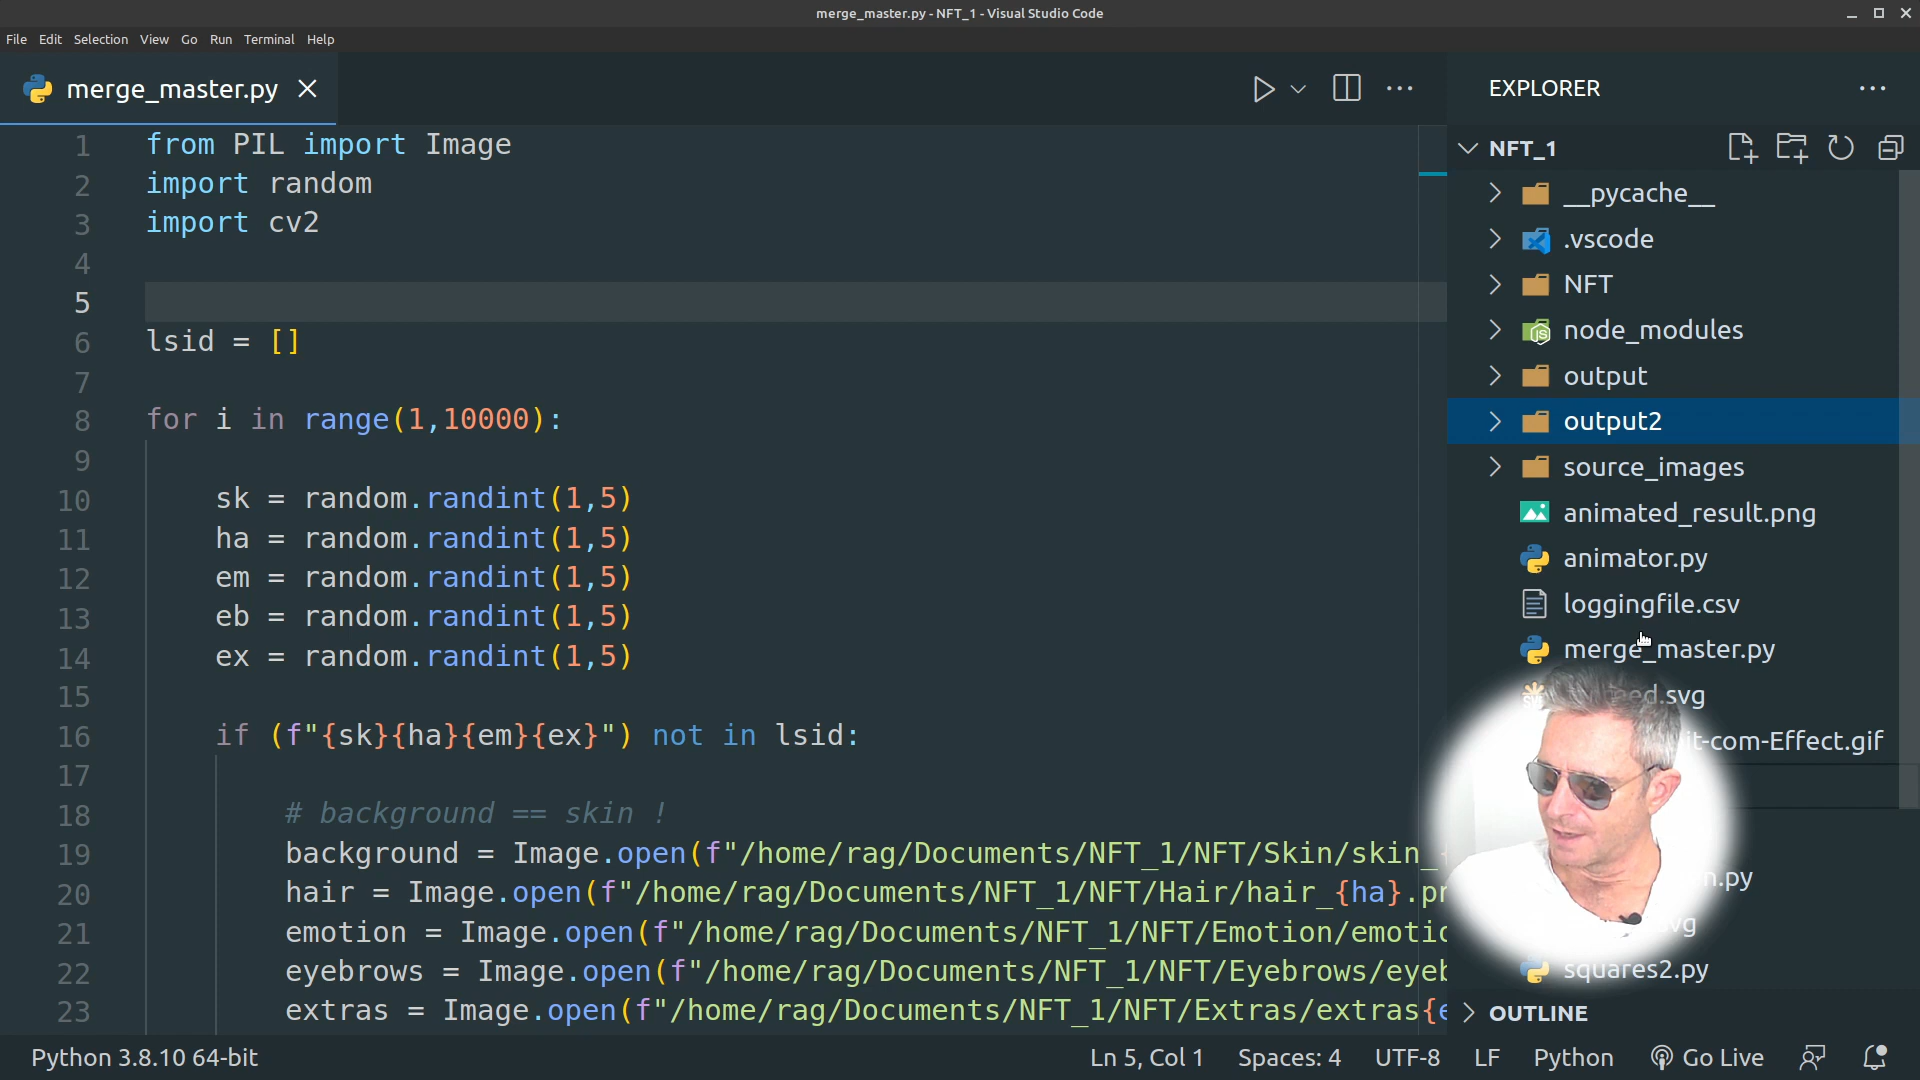 merge_master.py - NFT_1 - Visual Studio Code
File Edit Selection View Go Run Terminal Help
merge_master.py
1 from PIL import Image
2 import random
3 import cv2
4
5
6 lsid = []
7
8 for i in range(1,10000):
9
10 sk = random.randint(1,5)
11 ha = random.randint(1,5)
12 em = random.randint(1,5)
13 eb = random.randint(1,5)
14 ex = random.randint(1,5)
15
16 if (f"{sk}{ha}{em}{ex}") not in lsid:
17
18 # background == skin !
19 background = Image.open(f"/home/rag/Documents/NFT_1/NFT/Skin/skin_
20 hair = Image.open(f"/home/rag/Documents/NFT_1/NFT/Hair/hair_{ha}.pr
21 emotion = Image.open(f"/home/rag/Documents/NFT_1/NFT/Emotion/emotio
22 eyebrows = Image.open(f"/home/rag/Documents/NFT_1/NFT/Eyebrows/eyeb
23 extras = Image.open(f"/home/rag/Documents/NFT_1/NFT/Extras/extras{e
EXPLORER
NFT_1
__pycache__
.vscode
NFT
node_modules
output
output2
source_images
animated_result.png
animator.py
loggingfile.csv
merge_master.py
ed.svg
it-com-Effect.gif
n.py
svg
squares2.py
OUTLINE
Python 3.8.10 64-bit
Ln 5, Col 1 Spaces: 4 UTF-8 LF Python Go Live